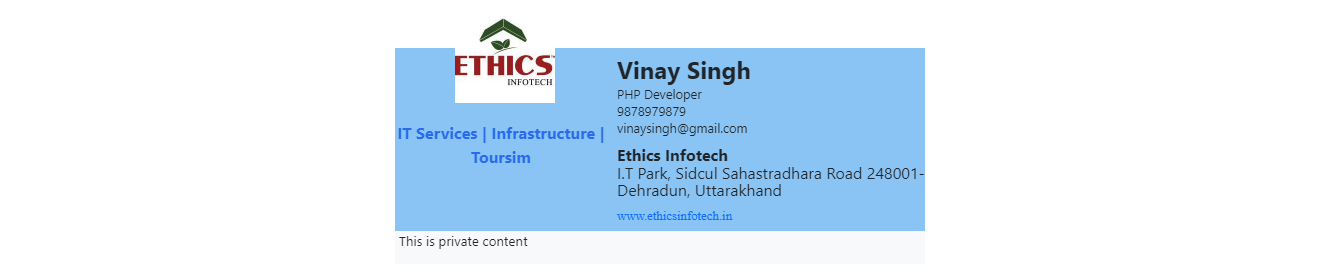 ETHICS
INFOTECH
IT Services | Infrastructure |
Toursim
Vinay Singh
PHP Developer
9878979879
vinaysingh@gmail.com
Ethics Infotech
I.T Park, Sidcul Sahastradhara Road 248001-
Dehradun, Uttarakhand
www.ethicsinfotech.in
This is private content